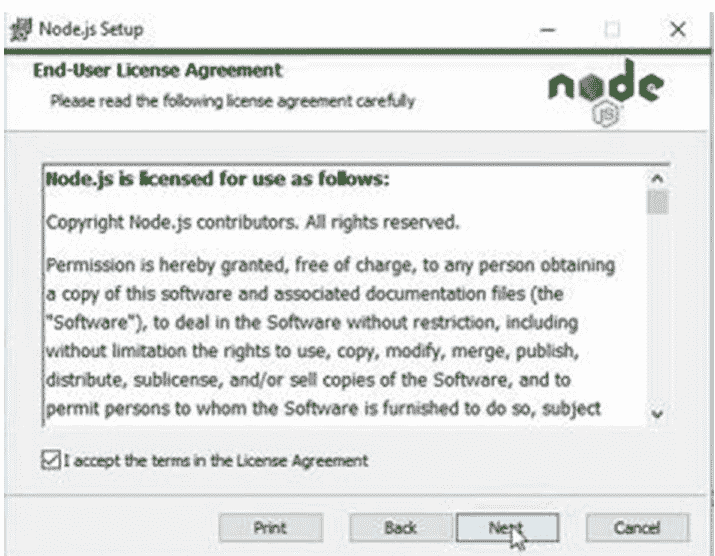 Node.js Setup
End-User License Agreement
Please read the following license agreement carefully
node
JS
Node.js is licensed for use as follows:
Copyright Node.js contributors. All rights reserved.
Permission is hereby granted, free of charge, to any person obtaining
a copy of this software and associated documentation files (the
"Software"), to deal in the Software without restriction, including
without limitation the rights to use, copy, modify, merge, publish,
distribute, sublicense, and/or sell copies of the Software, and to
permit persons to whom the Software is furnished to do so, subject
I accept the terms in the License Agreement
Print Back Next Cancel